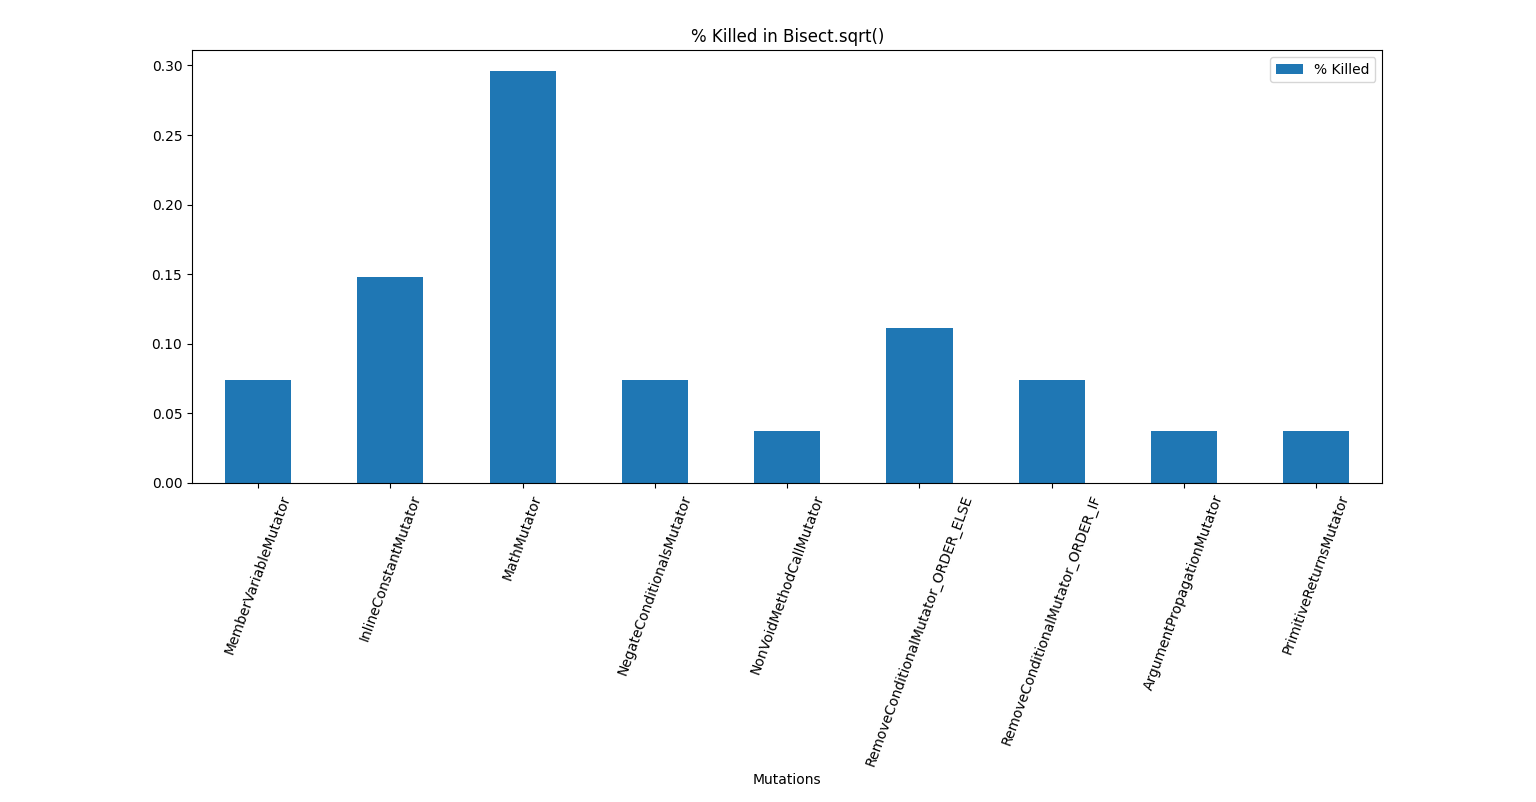 % Killed in Bisect.sqrt()
% Killed
0.30
0.25
0.20
0.15
0.10
0.05
0.00
MemberVariableMutator
InlineConstantMutator
MathMutator
NegateConditionalsMutator
NonVoidMethodCallMutator
RemoveConditionalMutator_ORDER_ELSE
RemoveConditionalMutator_ORDER_IF
ArgumentPropagationMutator
PrimitiveReturnsMutator
Mutations